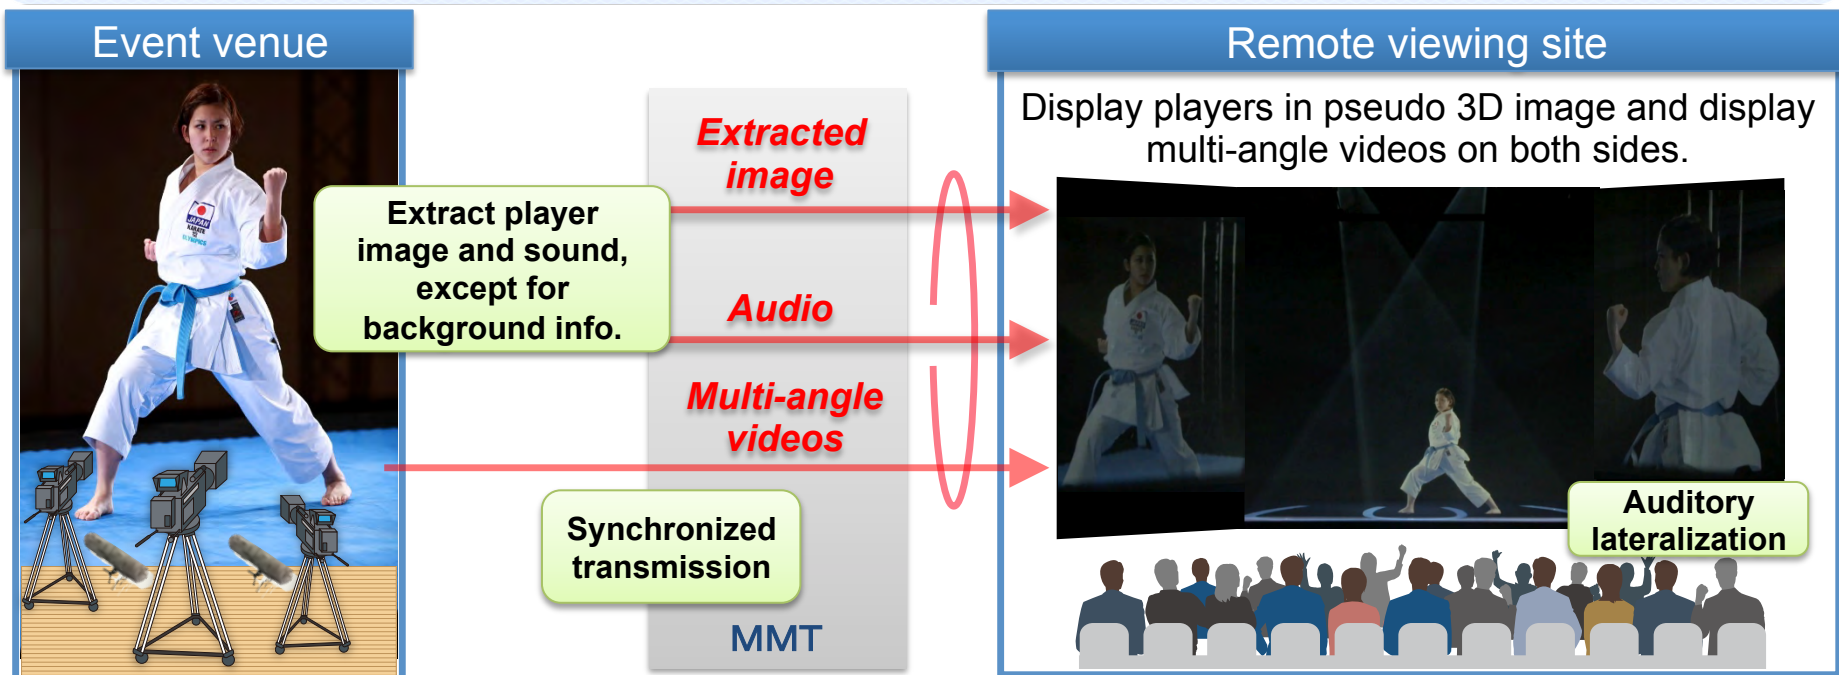 Event venue
Remote viewing site
Display players in pseudo 3D image and display
multi-angle videos on both sides.
Extracted
image
Extract player
image and sound,
except for
background info.
Audio
Multi-angle
videos
Synchronized
transmission
MMT
Auditory
lateralization
JAPAN
KARATE